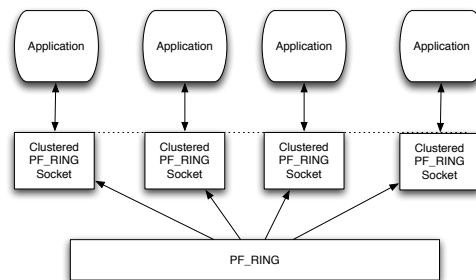 Application
Application
Application
Application
Clustered
PF_RING
Socket
Clustered
PF_RING
Socket
Clustered
PF_RING
Socket
Clustered
PF_RING
Socket
PF_RING